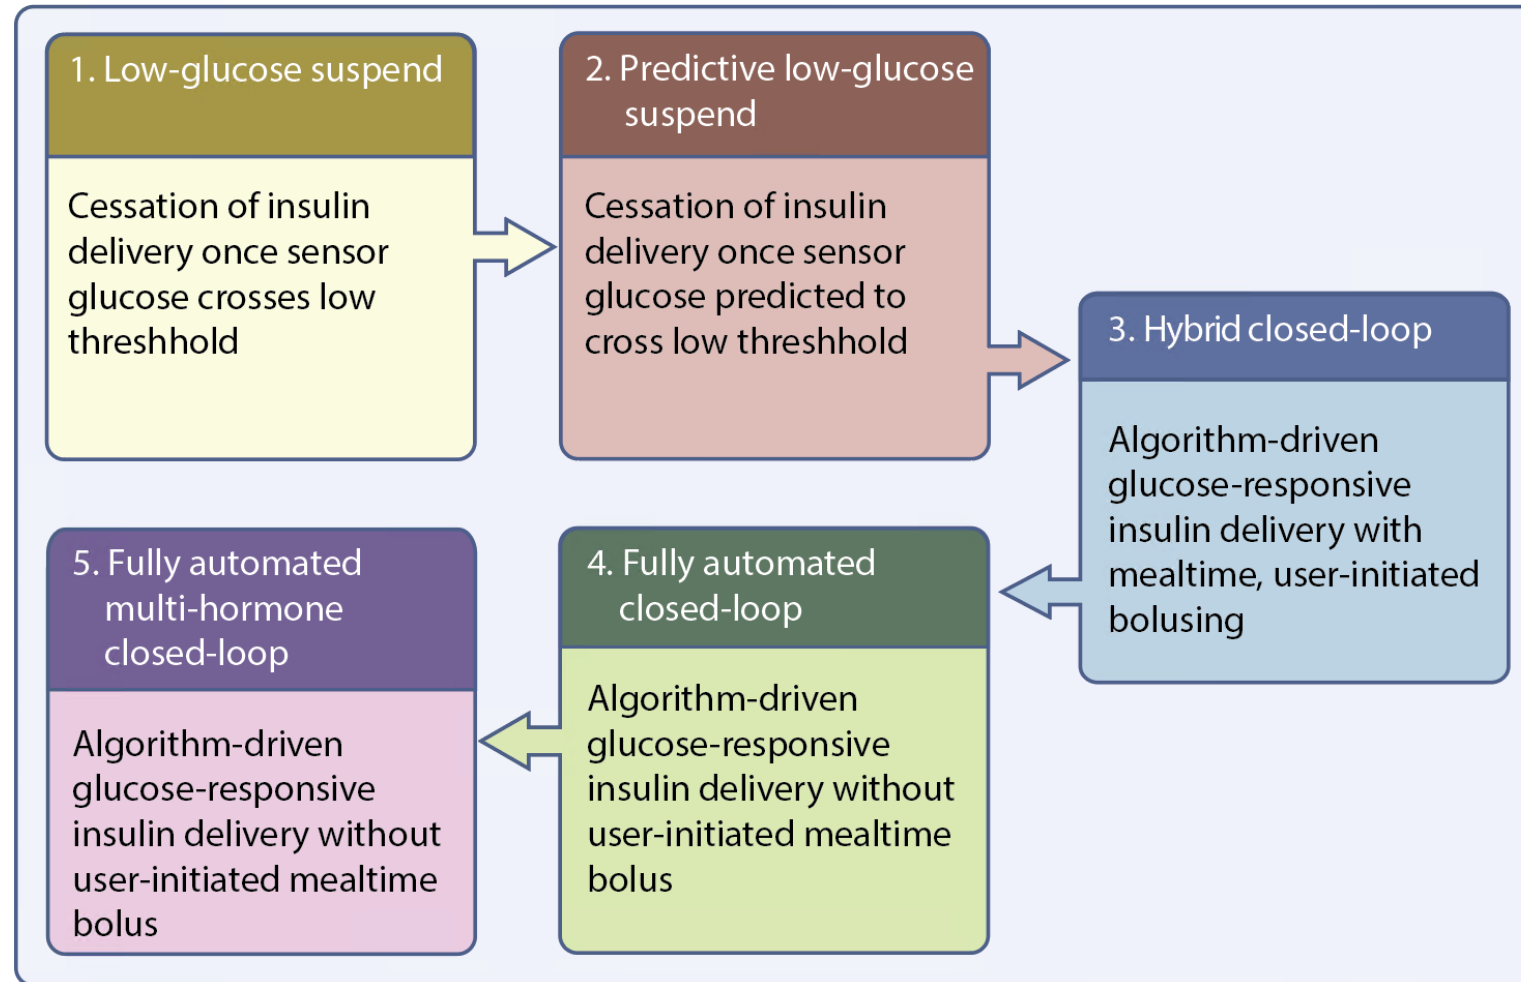 1. Low-glucose suspend
Cessation of insulin
delivery once sensor
glucose crosses low
threshhold
2. Predictive low-glucose
suspend
Cessation of insulin
delivery once sensor
glucose predicted to
cross low threshhold
3. Hybrid closed-loop
Algorithm-driven
glucose-responsive
insulin delivery with
mealtime, user-initiated
bolusing
4. Fully automated
closed-loop
Algorithm-driven
glucose-responsive
insulin delivery without
user-initiated mealtime
bolus
5. Fully automated
multi-hormone
closed-loop
Algorithm-driven
glucose-responsive
insulin delivery without
user-initiated mealtime
bolus